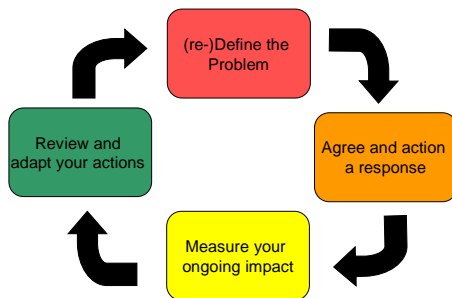 (re-)Define the
Problem
Agree and action
a response
Measure your
ongoing impact
Review and
adapt your actions